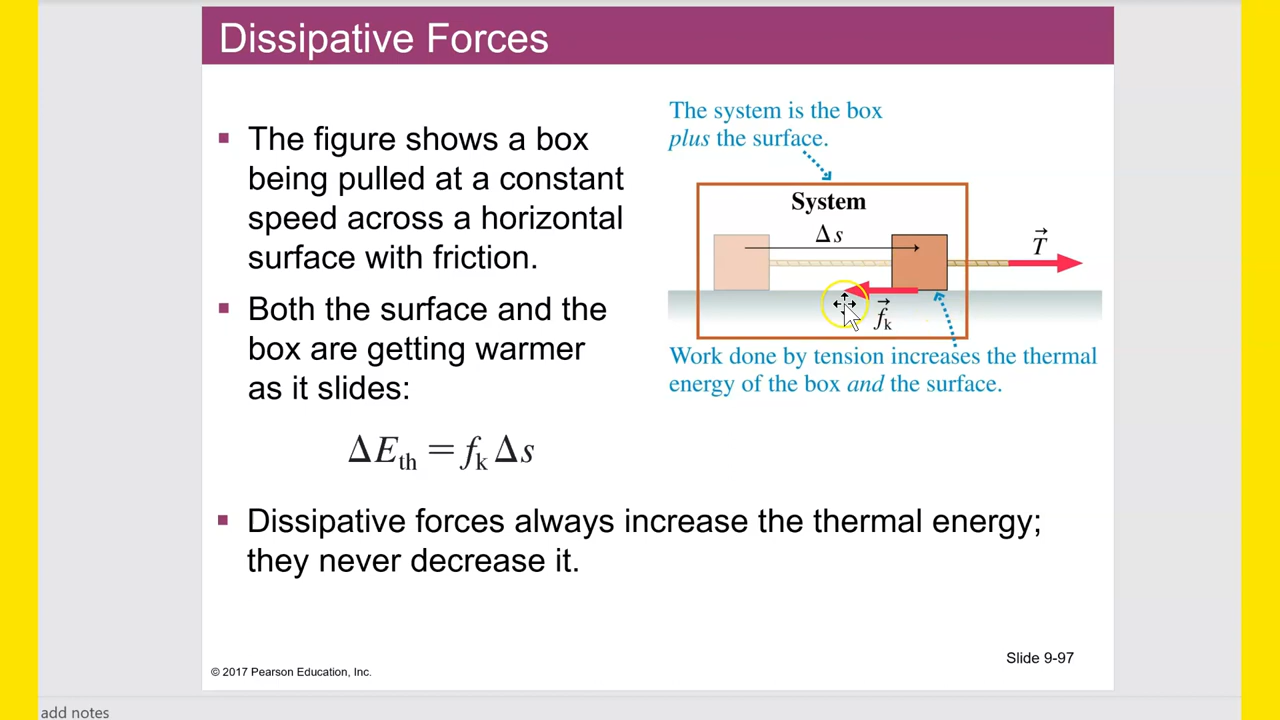 Dissipative Forces
▪ The figure shows a box
being pulled at a constant
speed across a horizontal
surface with friction.
▪ Both the surface and the
box are getting warmer
as it slides:
ΔE_th = f_k Δs
▪ Dissipative forces always increase the thermal energy;
they never decrease it.
The system is the box
plus the surface.
System
Δs
T⃗
f⃗_k
Work done by tension increases the thermal
energy of the box and the surface.
Slide 9-97
© 2017 Pearson Education, Inc.
add notes